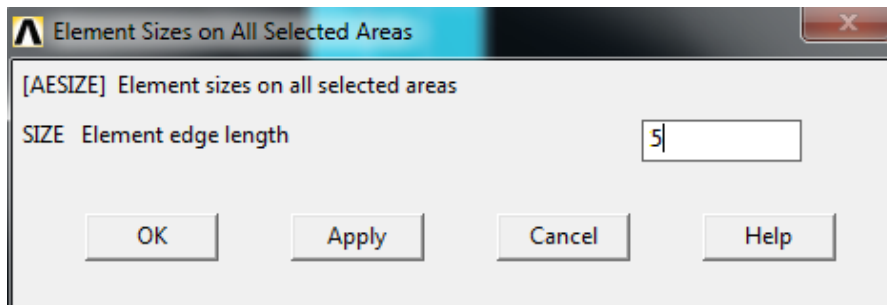 Element Sizes on All Selected Areas
[AESIZE] Element sizes on all selected areas
SIZE Element edge length 5
OK Apply Cancel Help